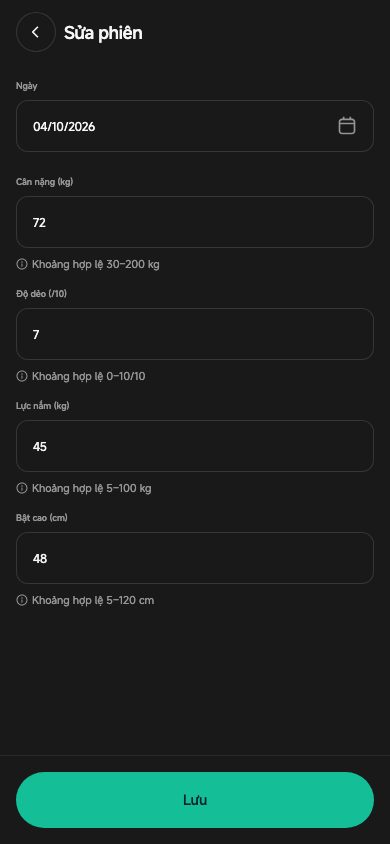 Sửa phiên
Ngày
04/10/2026
Cân nặng (kg)
72
Khoảng hợp lệ 30–200 kg
Độ dẻo (/10)
7
Khoảng hợp lệ 0–10/10
Lực nắm (kg)
45
Khoảng hợp lệ 5–100 kg
Bật cao (cm)
48
Khoảng hợp lệ 5–120 cm
Lưu